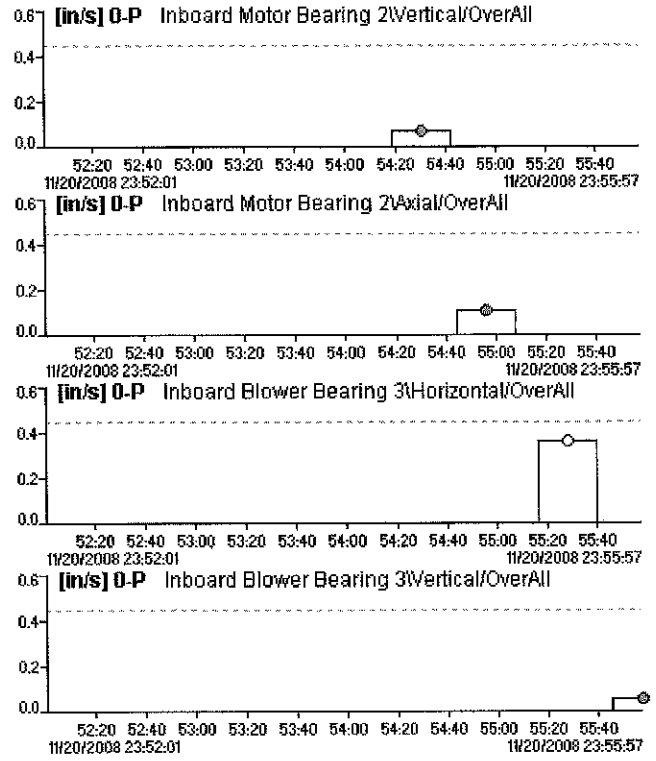 0.6 [in/s] 0-P Inboard Motor Bearing 2\Vertical/OverAll
0.4
0.2
0.0
52:20 52:40 53:00 53:20 53:40 54:00 54:20 54:40 55:00 55:20 55:40
11/20/2008 23:52:01 11/20/2008 23:55:57
0.6 [in/s] 0-P Inboard Motor Bearing 2\Axial/OverAll
0.4
0.2
0.0
52:20 52:40 53:00 53:20 53:40 54:00 54:20 54:40 55:00 55:20 55:40
11/20/2008 23:52:01 11/20/2008 23:55:57
0.6 [in/s] 0-P Inboard Blower Bearing 3\Horizontal/OverAll
0.4
0.2
0.0
52:20 52:40 53:00 53:20 53:40 54:00 54:20 54:40 55:00 55:20 55:40
11/20/2008 23:52:01 11/20/2008 23:55:57
0.6 [in/s] 0-P Inboard Blower Bearing 3\Vertical/OverAll
0.4
0.2
0.0
52:20 52:40 53:00 53:20 53:40 54:00 54:20 54:40 55:00 55:20 55:40
11/20/2008 23:52:01 11/20/2008 23:55:57